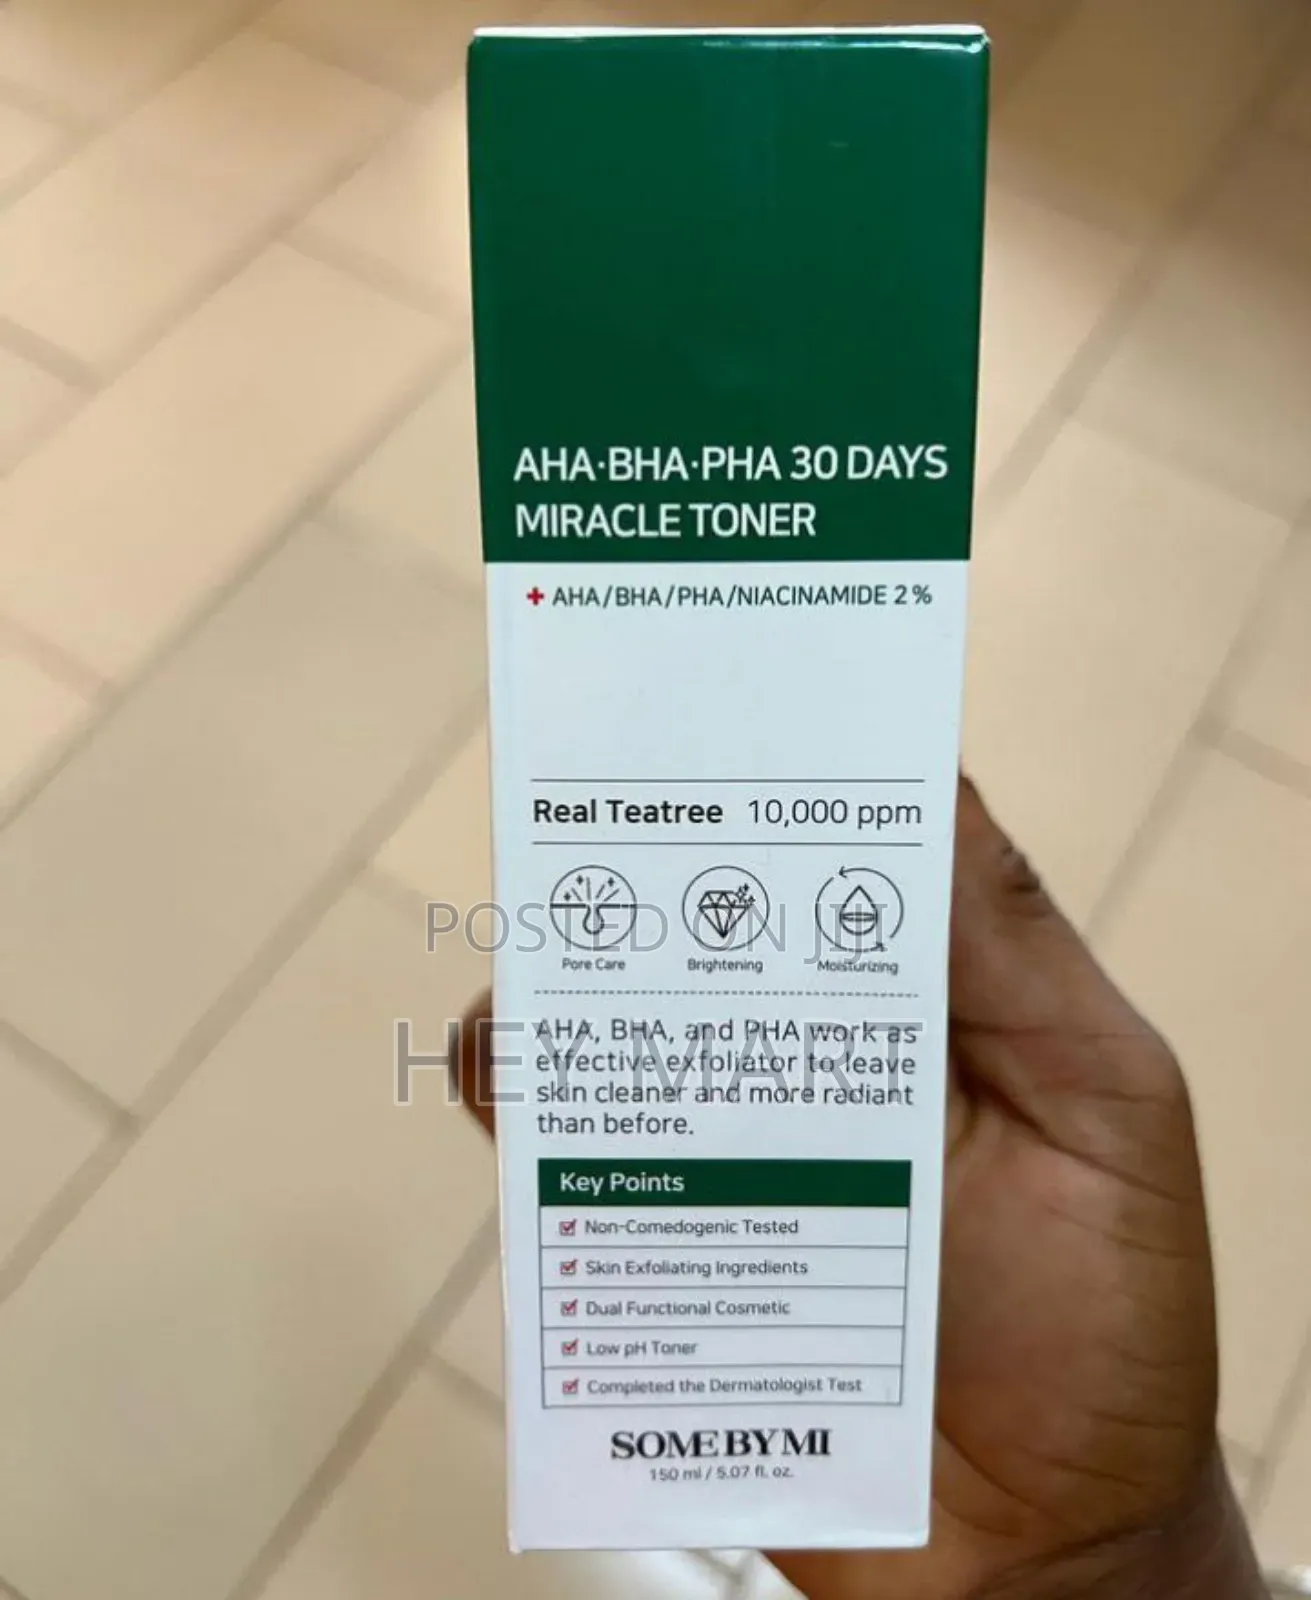 AHA·BHA·PHA 30 DAYS
MIRACLE TONER
+ AHA/BHA/PHA/NIACINAMIDE 2%
Real Teatree 10,000 ppm
Pore Care Brightening Moisturizing
POSTED ON JIJI
AHA, BHA, and PHA work as
effective exfoliator to leave
skin cleaner and more radiant
than before.
HEY MART
Key Points
Non-Comedogenic Tested
Skin Exfoliating Ingredients
Dual Functional Cosmetic
Low pH Toner
Completed the Dermatologist Test
SOME BY MI
150 ml / 5.07 fl. oz.